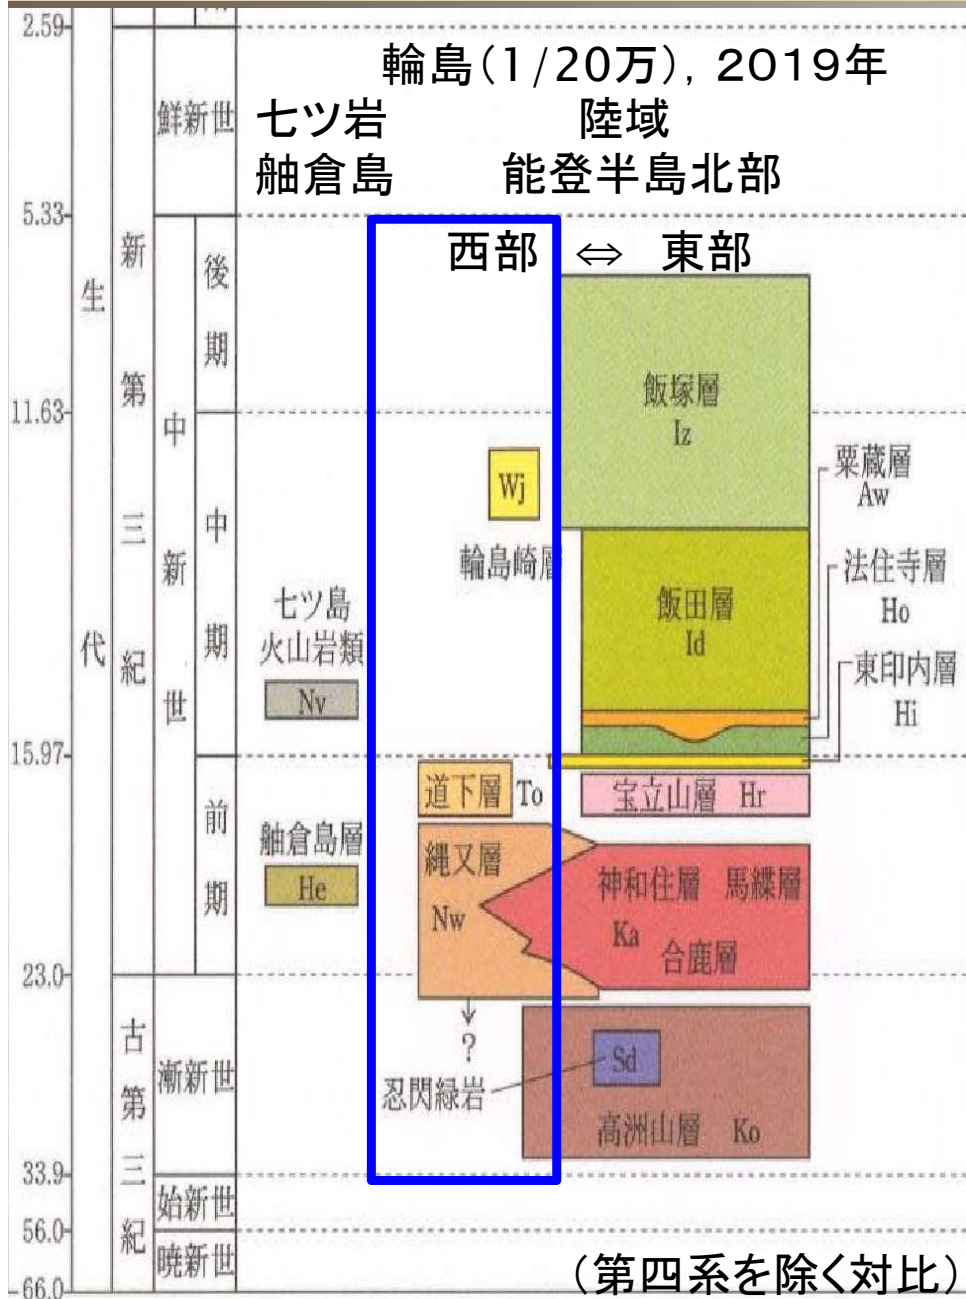 2.59
輪島(1/20万), 2019年
鮮新世
七ツ岩
陸域
舳倉島
能登半島北部
5.33
西部 ⇔ 東部
新生代
新第三紀
中新世
後期
飯塚層
Iz
11.63
粟蔵層
Aw
Wj
輪島崎層
中期
法住寺層
Ho
飯田層
Id
七ツ島
火山岩類
Nv
東印内層
Hi
15.97
道下層 To
宝立山層 Hr
前期
舳倉島層
He
縄又層
Nw
神和住層 馬緤層
Ka
合鹿層
23.0
古第三紀
漸新世
?
Sd
忍閃緑岩
高洲山層 Ko
33.9
始新世
56.0
暁新世
66.0
(第四系を除く対比)